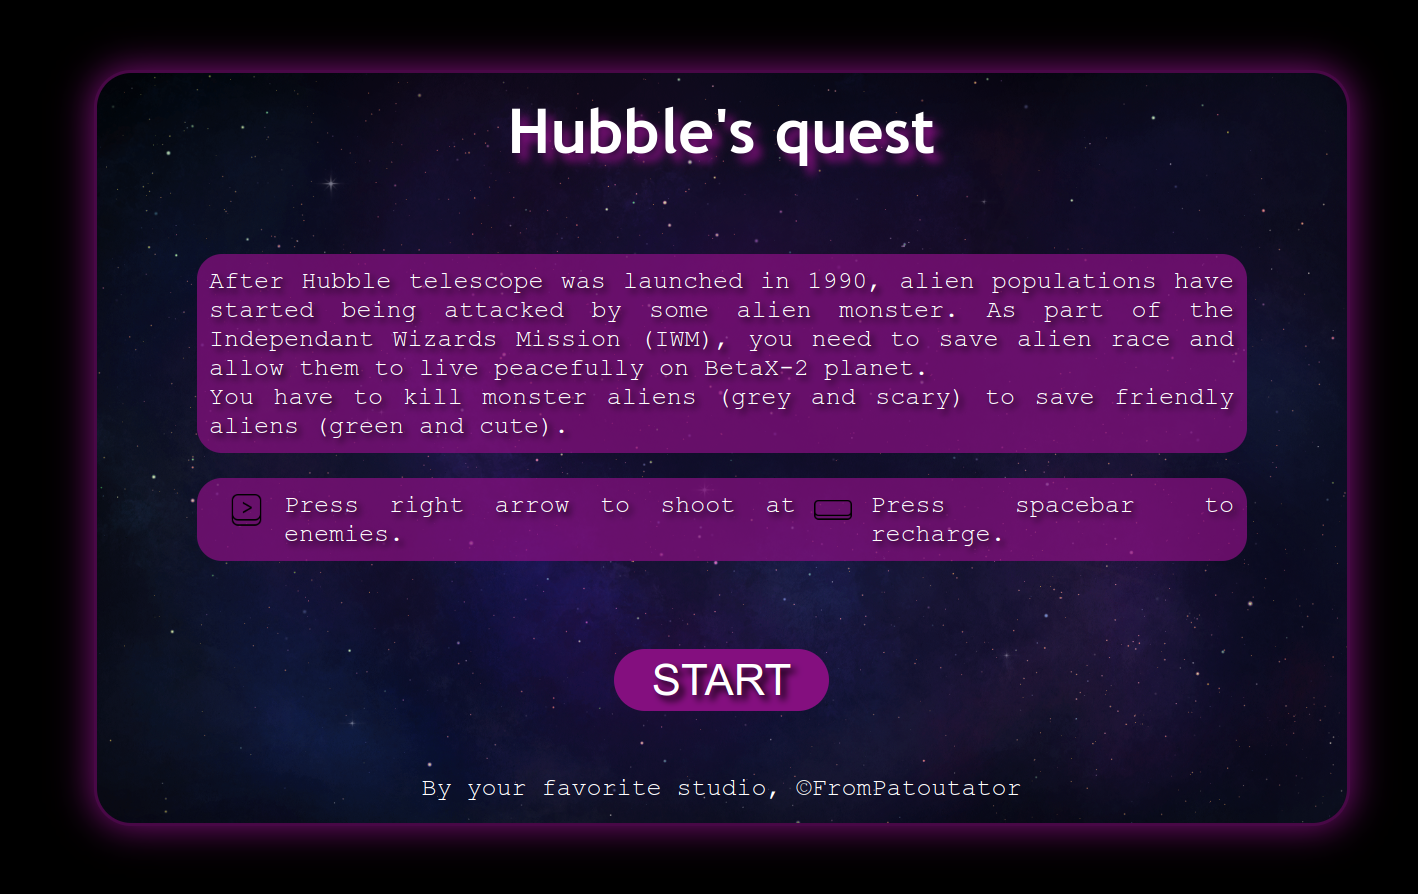 Hubble's quest
After Hubble telescope was launched in 1990, alien populations have
started being attacked by some alien monster. As part of the
Independant Wizards Mission (IWM), you need to save alien race and
allow them to live peacefully on BetaX-2 planet.
You have to kill monster aliens (grey and scary) to save friendly
aliens (green and cute).
>
Press right arrow to shoot at
enemies.
Press spacebar to
recharge.
START
By your favorite studio, ©FromPatoutator